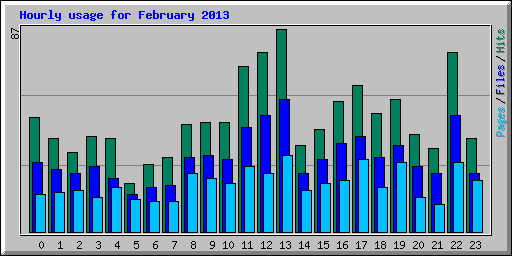 Hourly usage for February 2013
87
Pages/Files/Hits
0 1 2 3 4 5 6 7 8 9 10 11 12 13 14 15 16 17 18 19 20 21 22 23